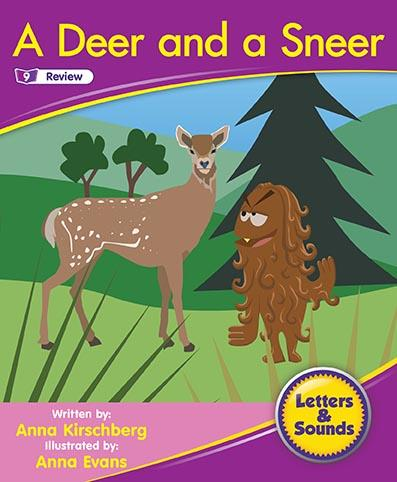 A Deer and a Sneer
9 Review
Written by:
Anna Kirschberg
Illustrated by:
Anna Evans
Letters
&
Sounds